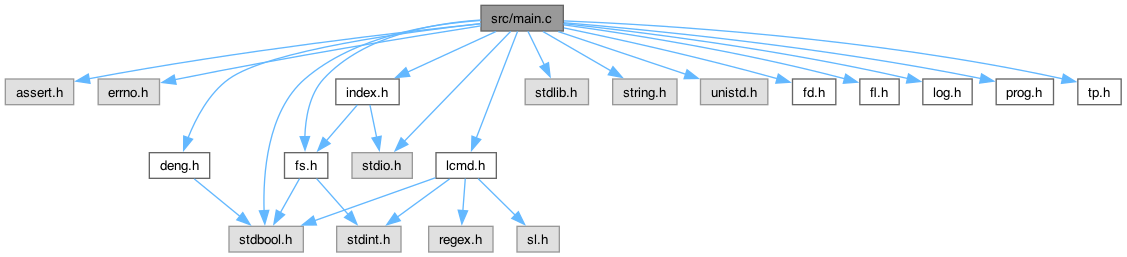 src/main.c
assert.h
errno.h
index.h
stdlib.h
string.h
unistd.h
fd.h
fl.h
log.h
prog.h
tp.h
deng.h
fs.h
stdio.h
lcmd.h
stdbool.h
stdint.h
regex.h
sl.h